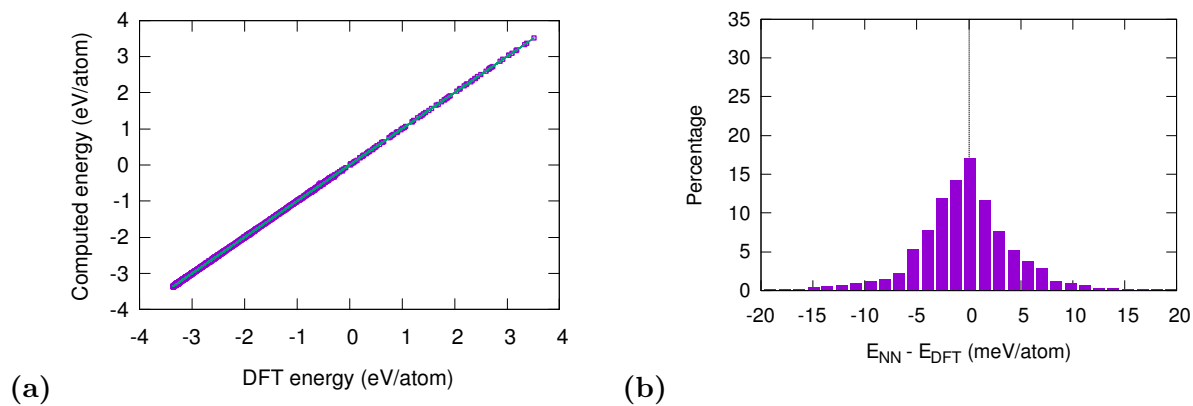 4
3
2
1
0
-1
-2
-3
-4
Computed energy (eV/atom)
-4 -3 -2 -1 0 1 2 3 4
DFT energy (eV/atom)
(a)
35
30
25
20
15
10
5
0
Percentage
-20 -15 -10 -5 0 5 10 15 20
E_NN - E_DFT (meV/atom)
(b)